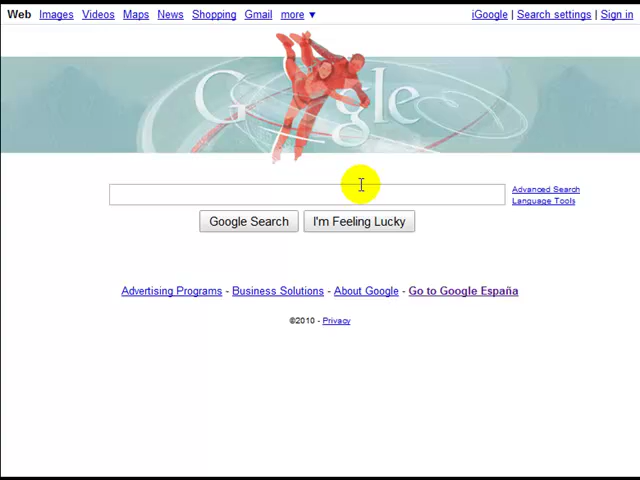 Web Images Videos Maps News Shopping Gmail more ▼ iGoogle | Search settings | Sign in
Google
Advanced Search
Language Tools
Google Search I'm Feeling Lucky
Advertising Programs - Business Solutions - About Google - Go to Google España
©2010 - Privacy